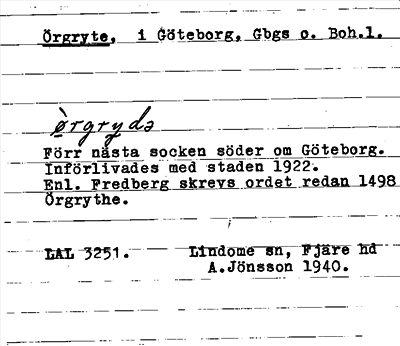 Örgryte, i Göteborg, Gbgs o. Boh.l.
ø̀rgrydə
Förr nästa socken söder om Göteborg.
Införlivades med staden 1922.
Enl. Fredberg skrevs ordet redan 1498
Örgrythe.
LAL 3251. Lindome sn, Fjäre hd
A.Jönsson 1940.